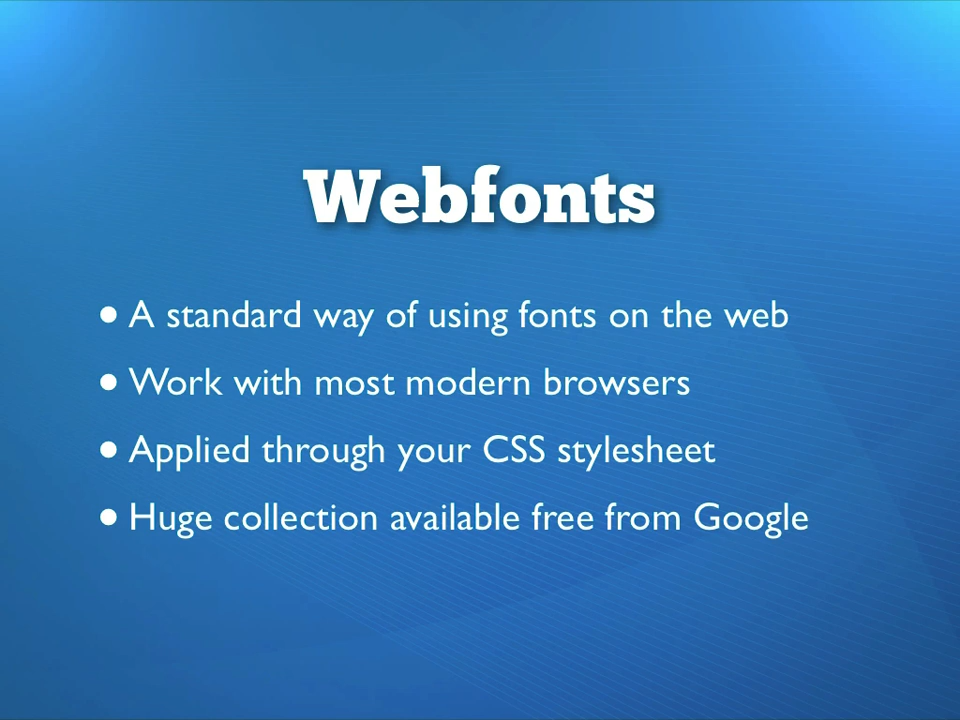 Webfonts
• A standard way of using fonts on the web
• Work with most modern browsers
• Applied through your CSS stylesheet
• Huge collection available free from Google